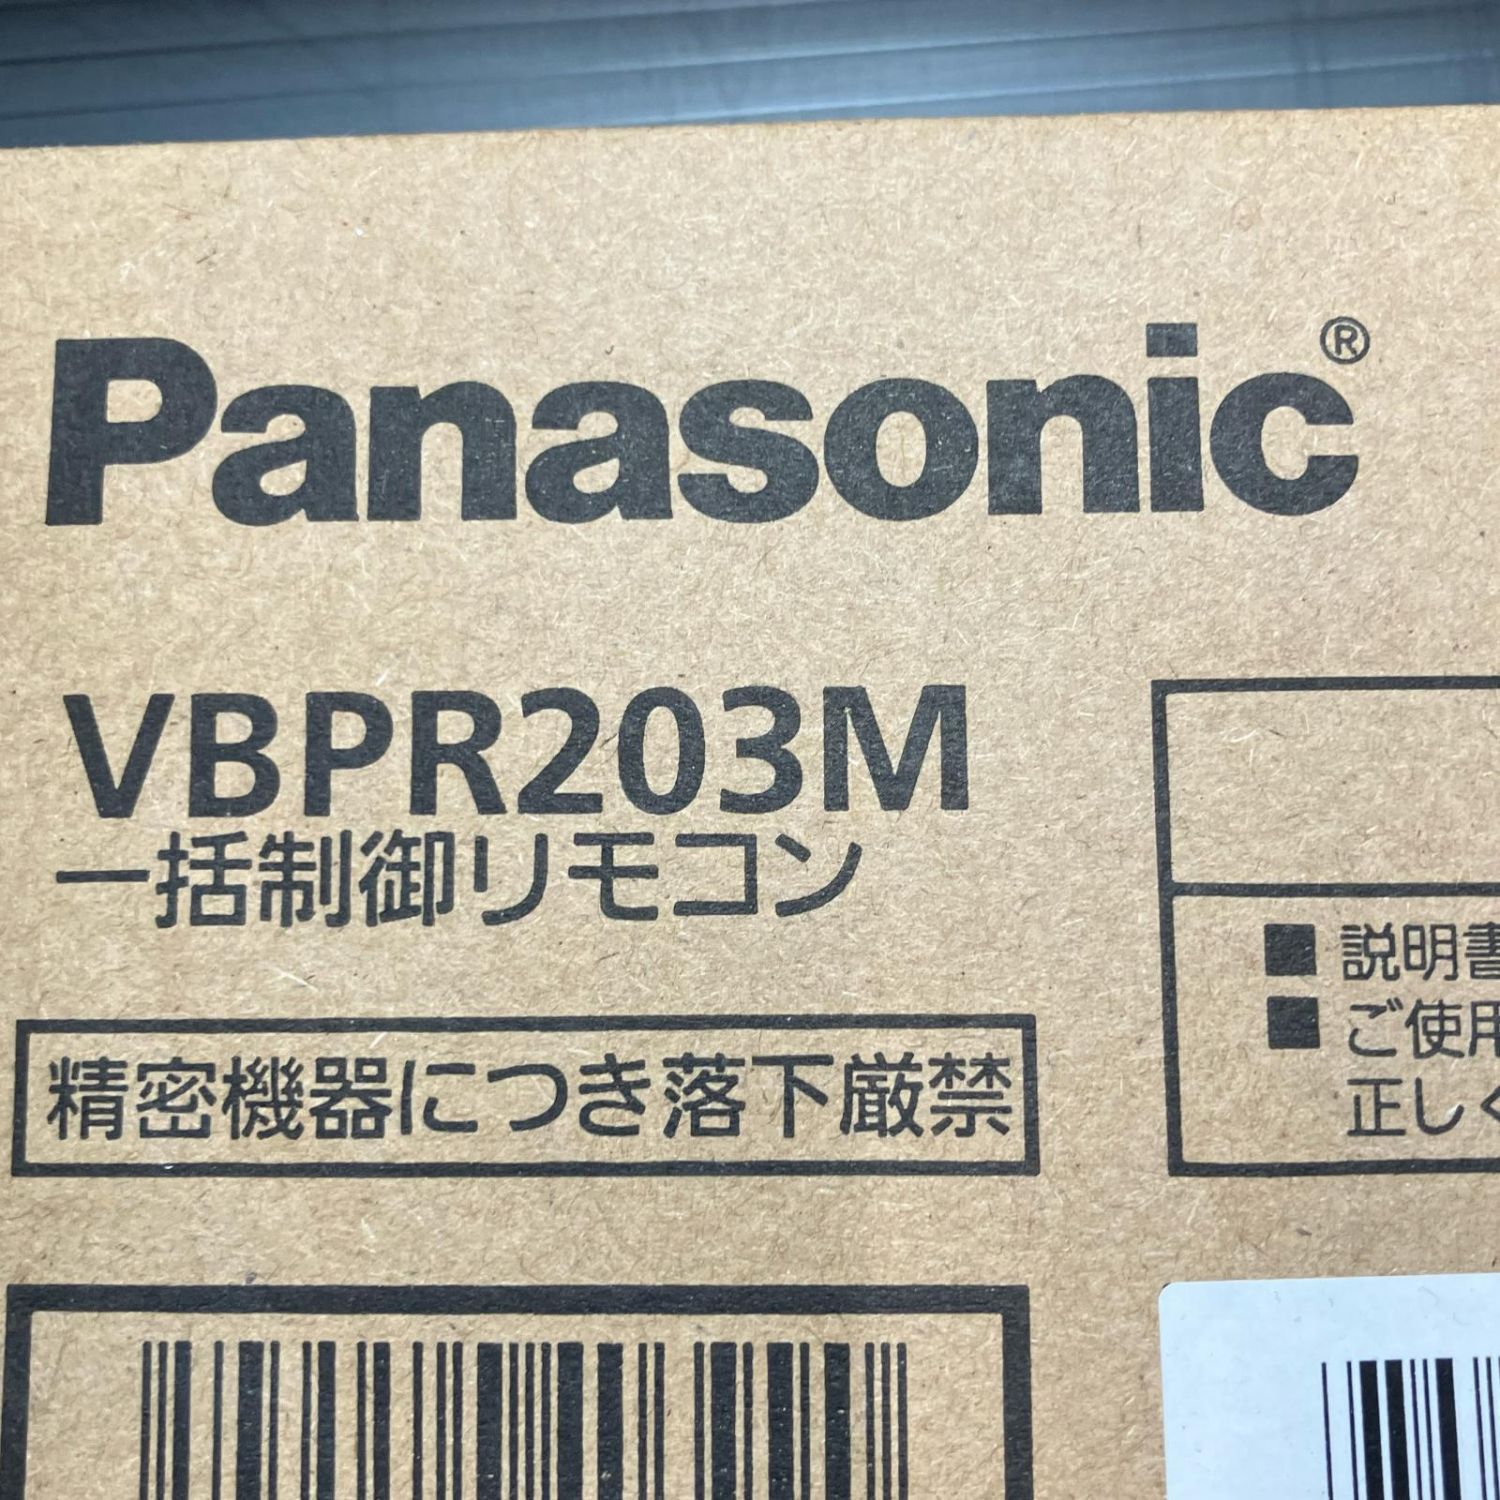 Panasonic®
VBPR203M
一括制御リモコン
精密機器につき落下厳禁
■ 説明書
■ ご使用
正しく